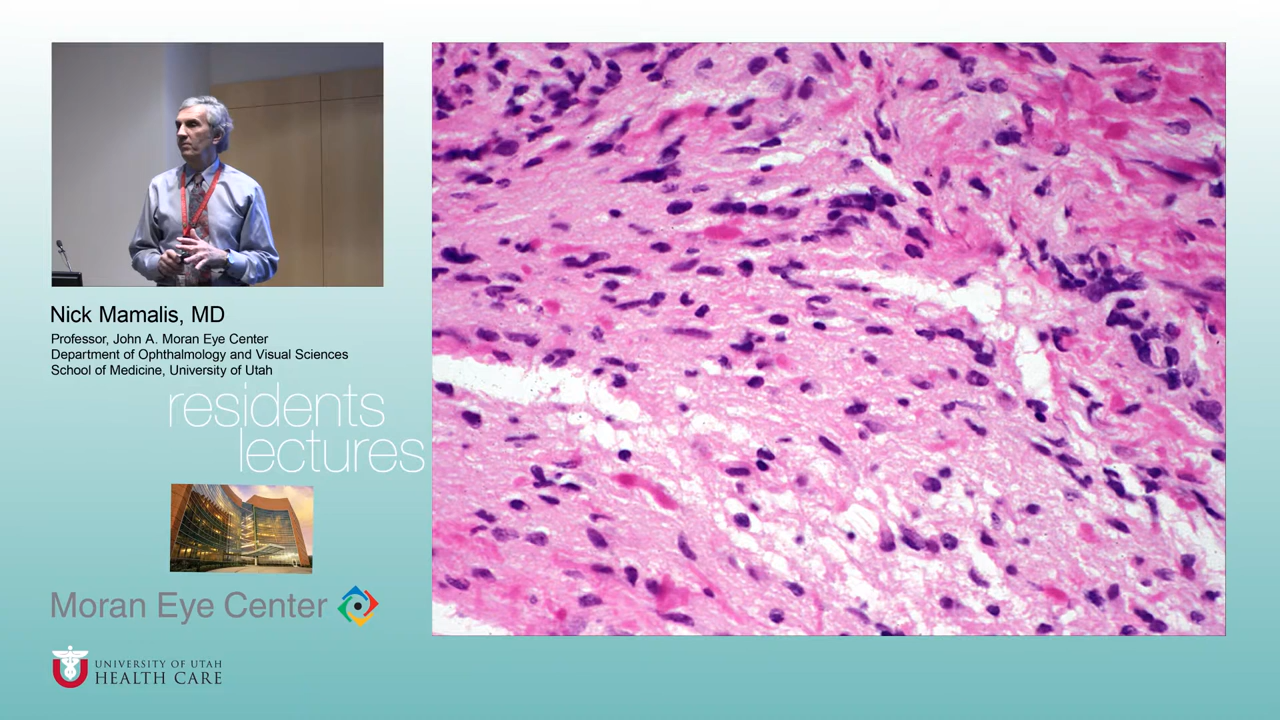 Nick Mamalis, MD
Professor, John A. Moran Eye Center
Department of Ophthalmology and Visual Sciences
School of Medicine, University of Utah
residents
lectures
Moran Eye Center
UNIVERSITY OF UTAH
HEALTH CARE